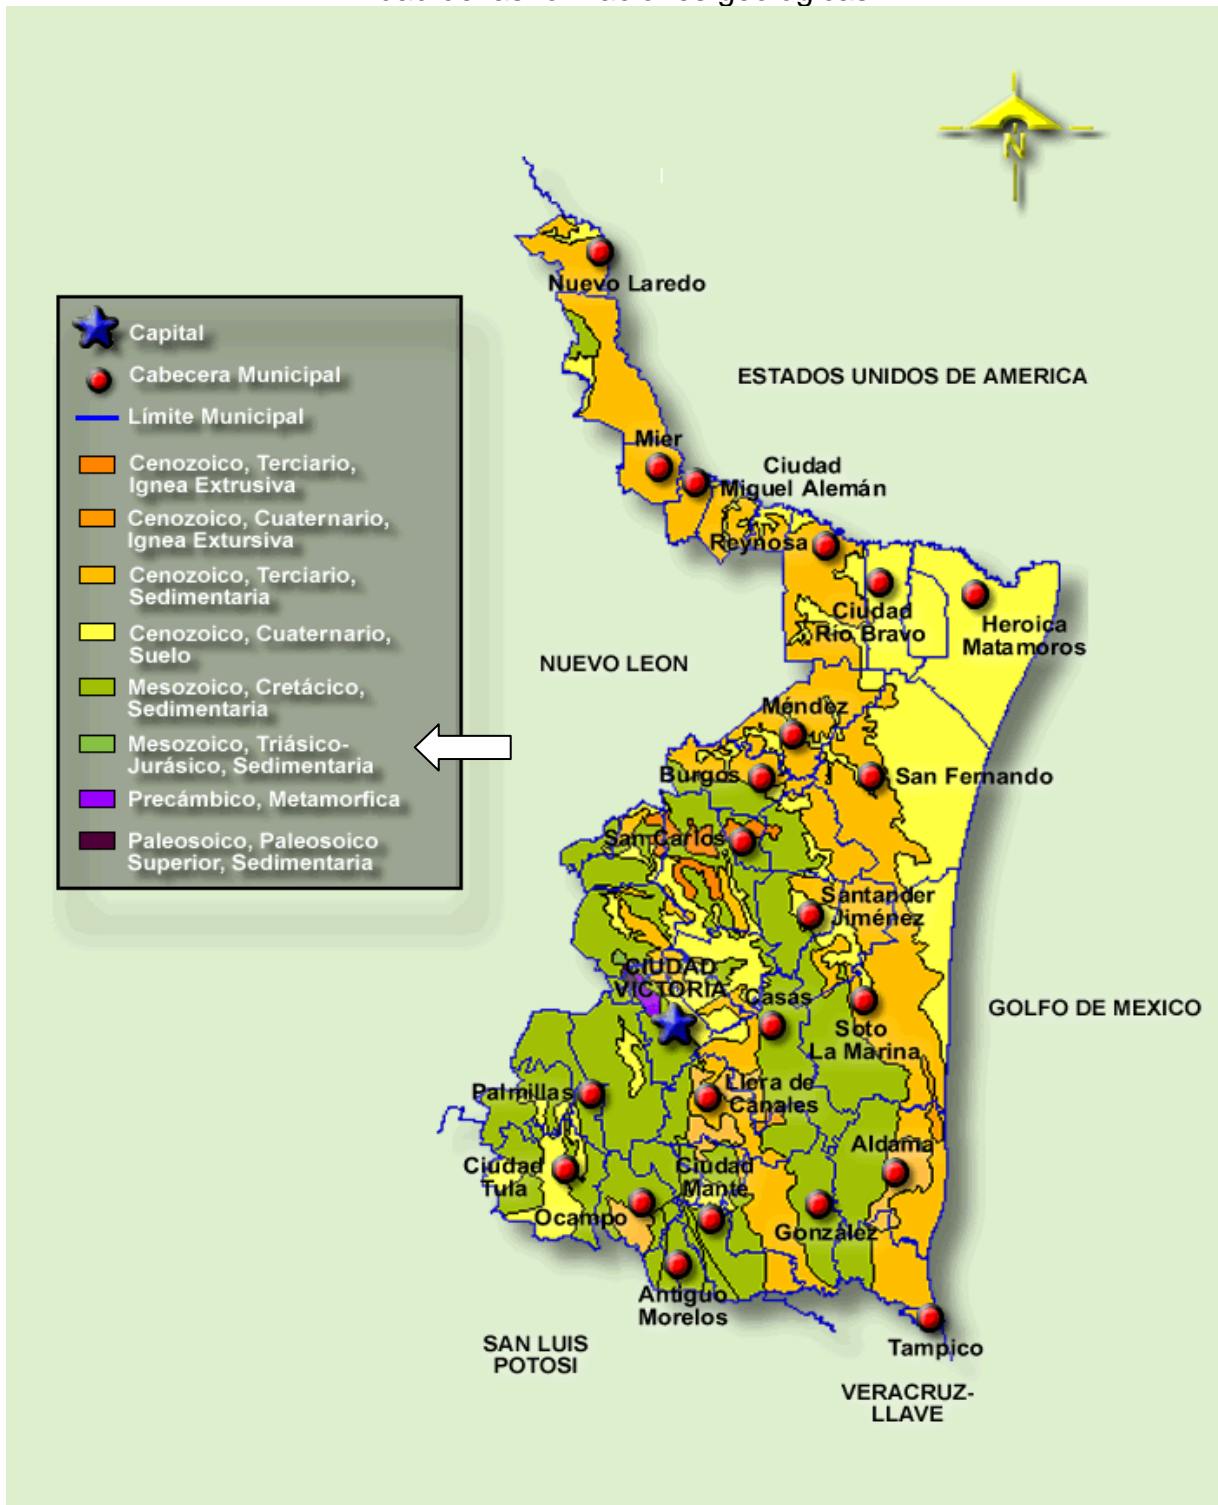 geológicas
N
Capital
Cabecera Municipal
Límite Municipal
Cenozoico, Terciario,
Ignea Extrusiva
Cenozoico, Cuaternario,
Ignea Extursiva
Cenozoico, Terciario,
Sedimentaria
Cenozoico, Cuaternario,
Suelo
Mesozoico, Cretácico,
Sedimentaria
Mesozoico, Triásico-
Jurásico, Sedimentaria
Precámbico, Metamorfica
Paleosoico, Paleosoico
Superior, Sedimentaria
Nuevo Laredo
ESTADOS UNIDOS DE AMERICA
Mier
Ciudad
Miguel Alemán
Reynosa
Ciudad
Río Bravo
Heroica
Matamoros
NUEVO LEON
Méndez
Burgos
San Fernando
San Carlos
Santander
Jiménez
CIUDAD
VICTORIA
Casas
Soto
La Marina
GOLFO DE MEXICO
Palmillas
Llera de
Canales
Aldama
Ciudad
Tula
Ciudad
Mante
Ocampo
González
Antiguo
Morelos
Tampico
SAN LUIS
POTOSI
VERACRUZ-
LLAVE